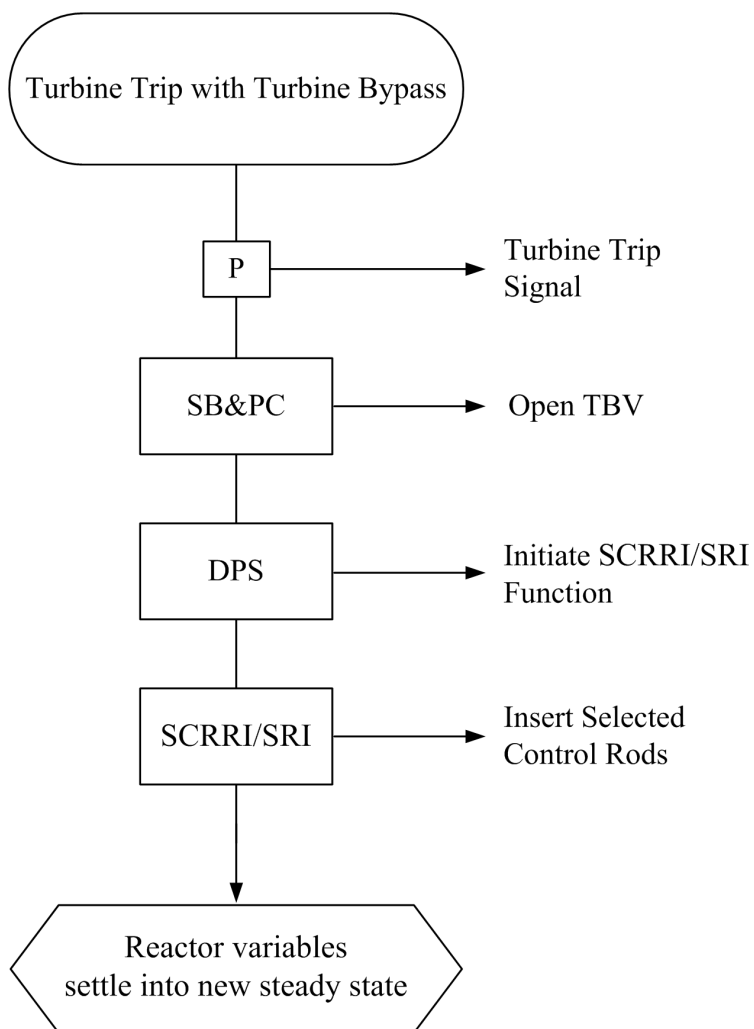 Turbine Trip with Turbine Bypass
P
Turbine Trip
Signal
SB&PC
Open TBV
DPS
Initiate SCRRI/SRI
Function
SCRRI/SRI
Insert Selected
Control Rods
Reactor variables
settle into new steady state